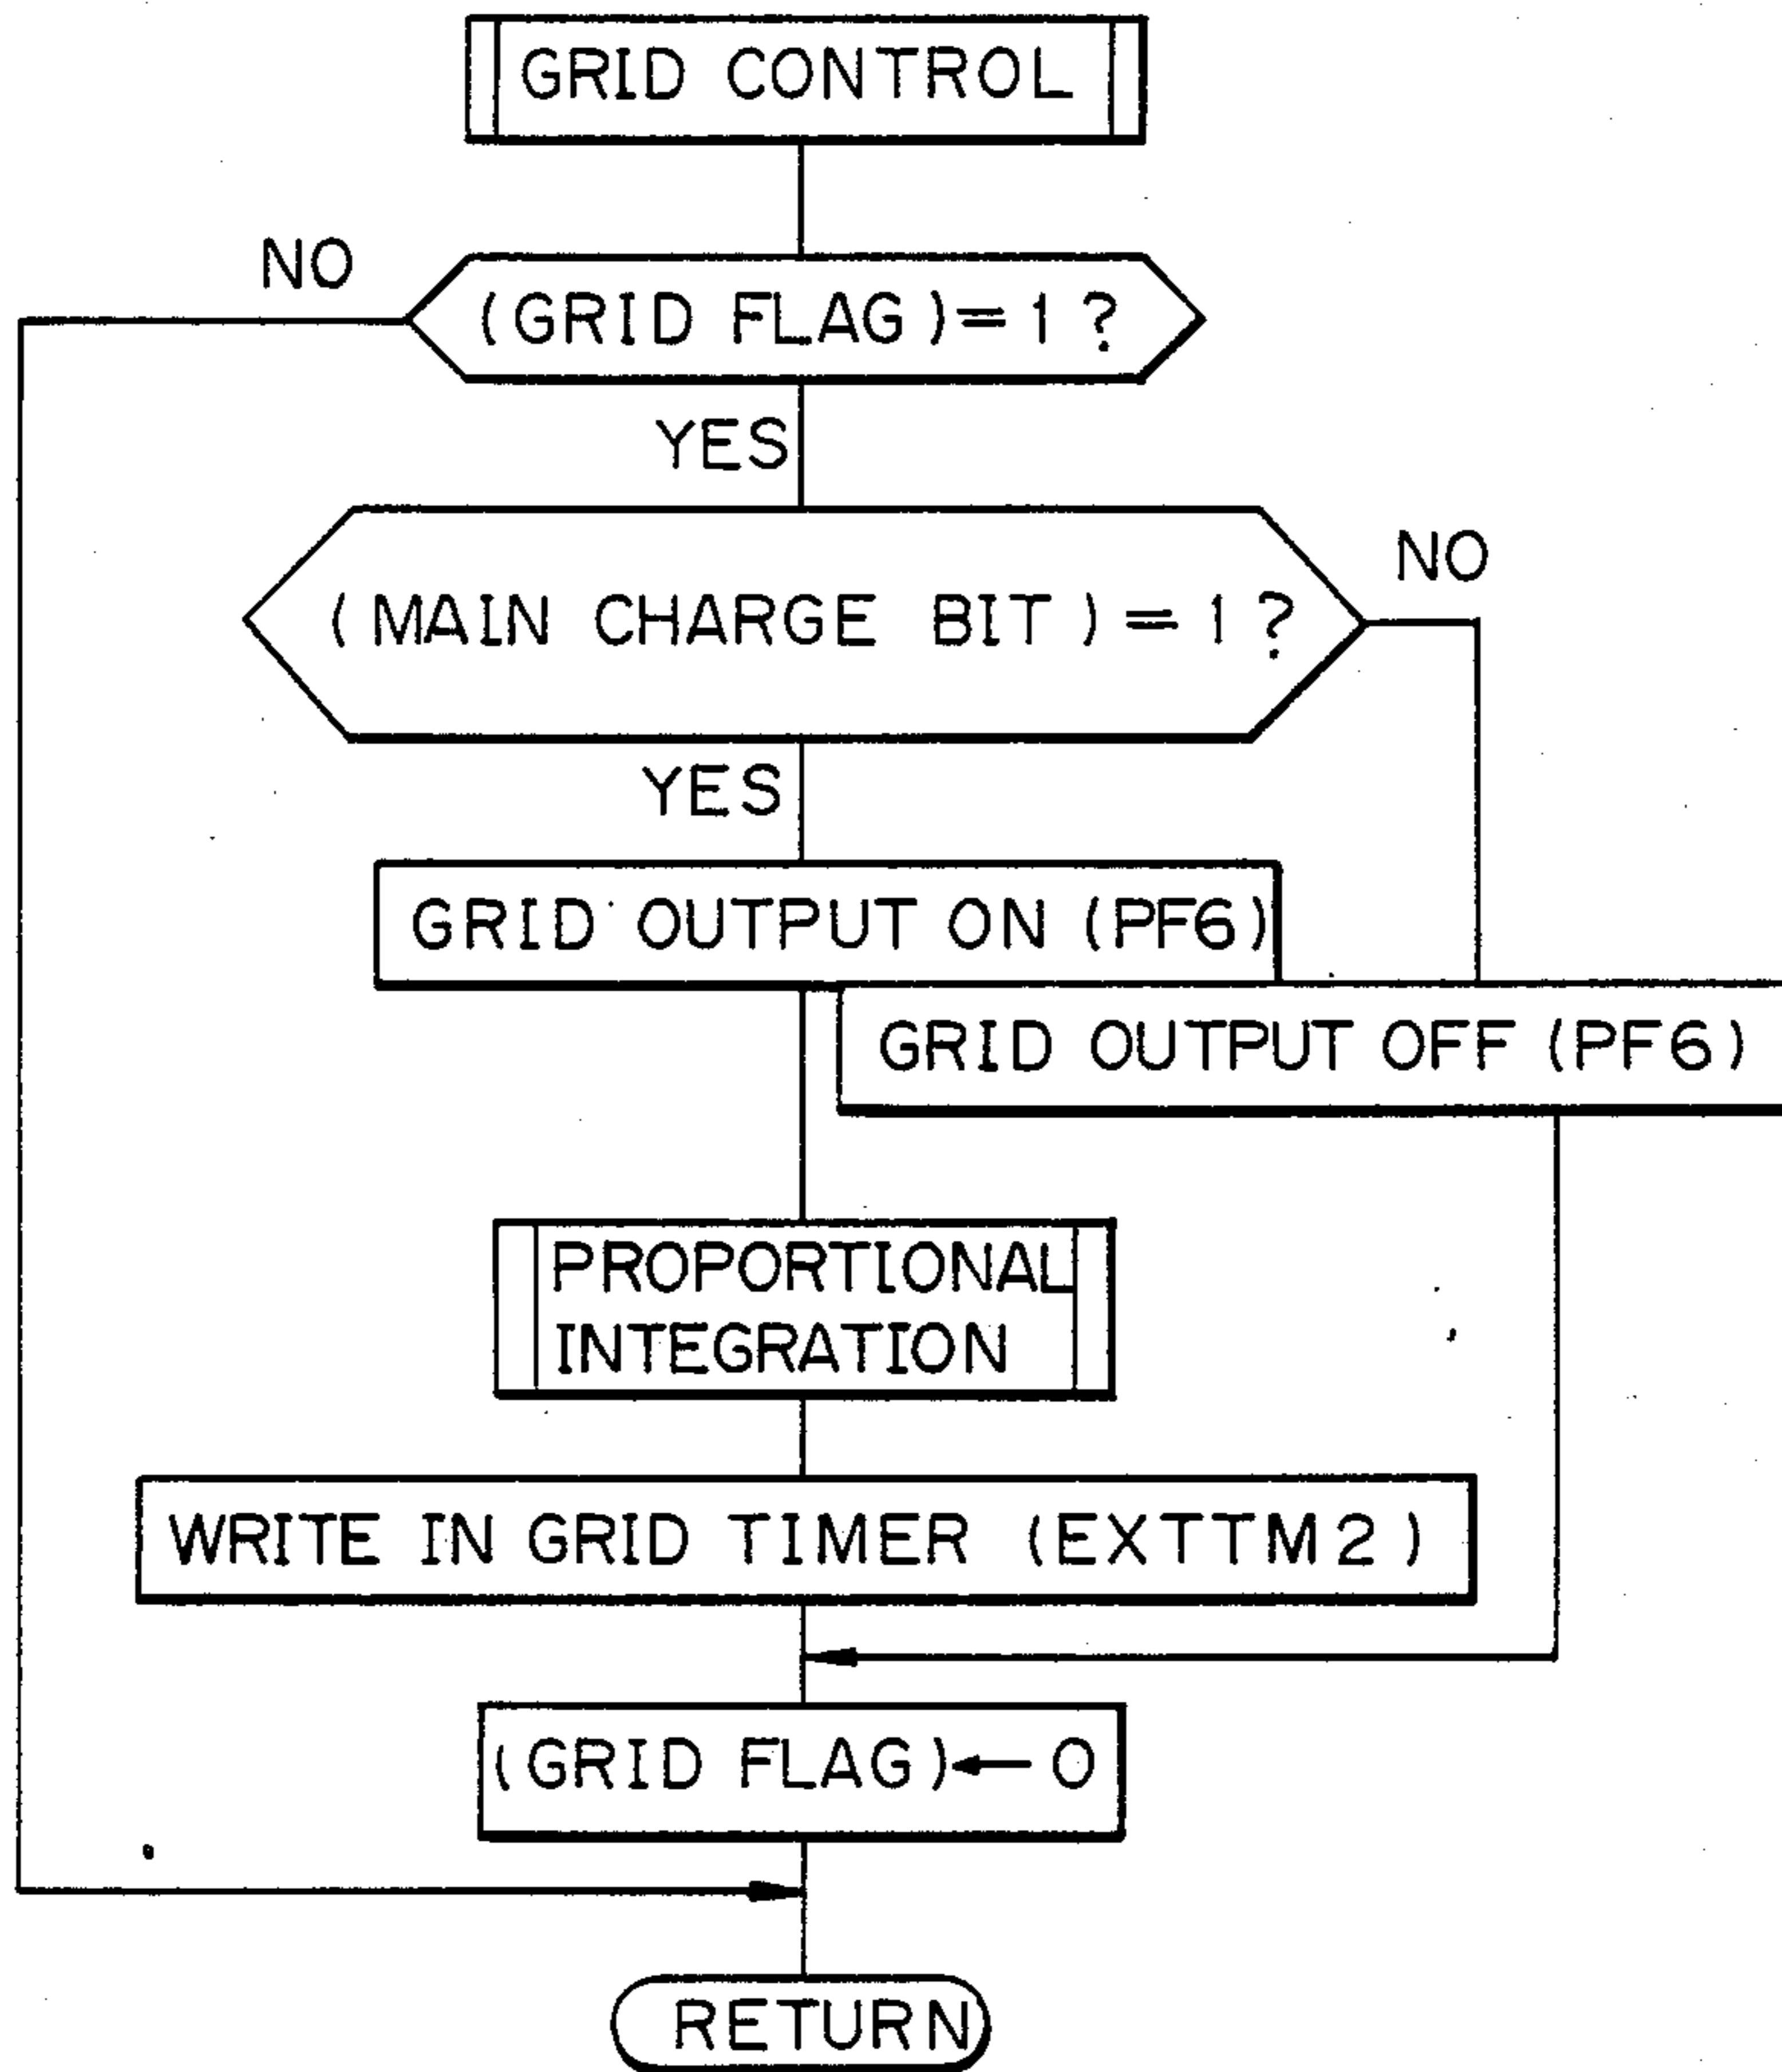 GRID CONTROL
NO
(GRID FLAG)=1?
YES
(MAIN CHARGE BIT)=1?
NO
YES
GRID OUTPUT ON (PF6)
GRID OUTPUT OFF (PF6)
PROPORTIONAL
INTEGRATION
WRITE IN GRID TIMER (EXTTM2)
(GRID FLAG)← 0
RETURN